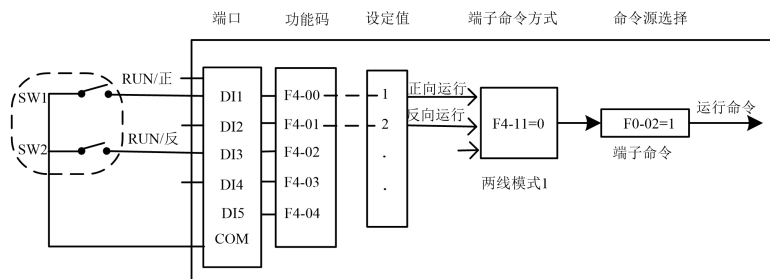 端口 功能码 设定值 端子命令方式 命令源选择
RUN/正
SW1
DI1 F4-00 1 正向运行
DI2 F4-01 2 反向运行
F4-11=0
F0-02=1
运行命令
RUN/反
SW2
DI3 F4-02 .
端子命令
DI4 F4-03 .
两线模式1
DI5 F4-04
COM